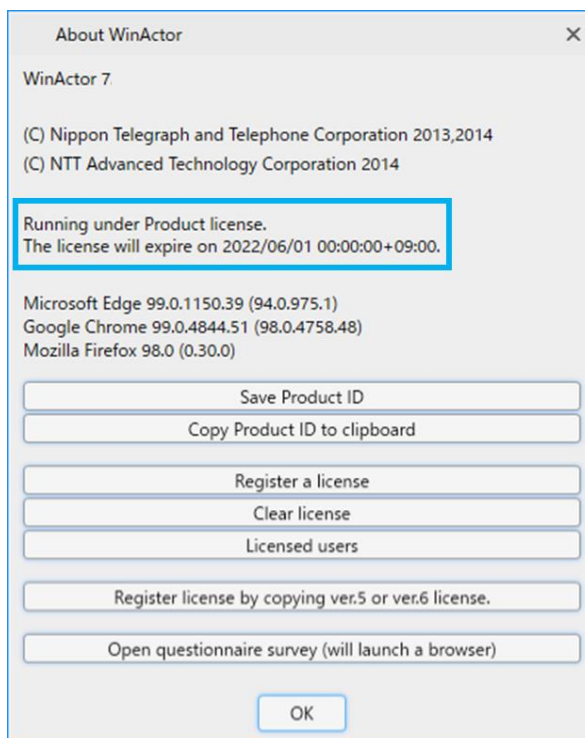 About WinActor
WinActor 7
(C) Nippon Telegraph and Telephone Corporation 2013,2014
(C) NTT Advanced Technology Corporation 2014
Running under Product license.
The license will expire on 2022/06/01 00:00:00+09:00.
Microsoft Edge 99.0.1150.39 (94.0.975.1)
Google Chrome 99.0.4844.51 (98.0.4758.48)
Mozilla Firefox 98.0 (0.30.0)
Save Product ID
Copy Product ID to clipboard
Register a license
Clear license
Licensed users
Register license by copying ver.5 or ver.6 license.
Open questionnaire survey (will launch a browser)
OK